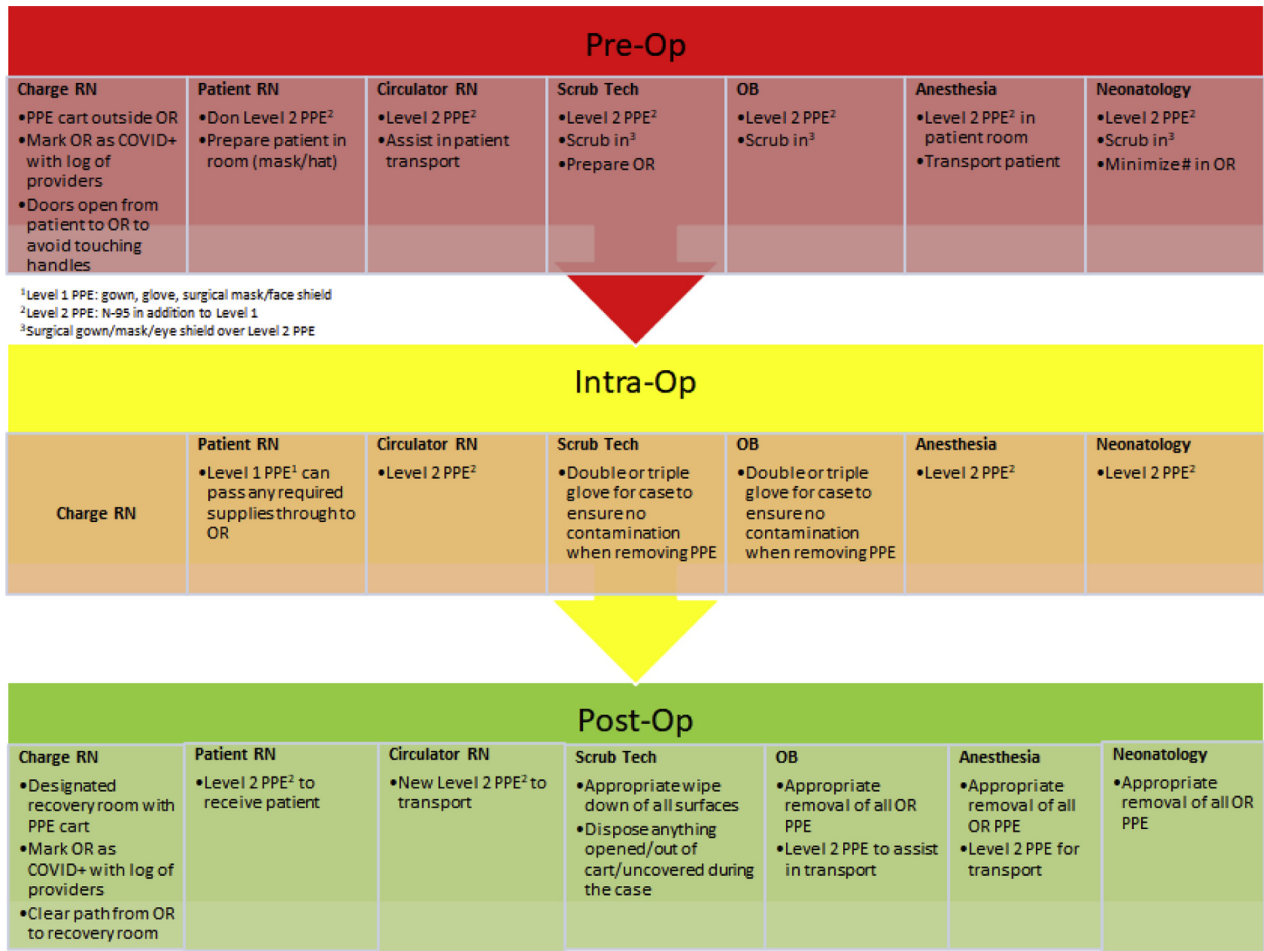 Pre-Op
Charge RN
•PPE cart outside OR
•Mark OR as COVID+
with log of
providers
•Doors open from
patient to OR to
avoid touching
handles
Patient RN
•Don Level 2 PPE²
•Prepare patient in
room (mask/hat)
Circulator RN
•Level 2 PPE²
•Assist in patient
transport
Scrub Tech
•Level 2 PPE²
•Scrub in³
•Prepare OR
OB
•Level 2 PPE²
•Scrub in³
Anesthesia
•Level 2 PPE² in
patient room
•Transport patient
Neonatology
•Level 2 PPE²
•Scrub in³
•Minimize # in OR
¹Level 1 PPE: gown, glove, surgical mask/face shield
²Level 2 PPE: N-95 in addition to Level 1
³Surgical gown/mask/eye shield over Level 2 PPE
Intra-Op
Charge RN
Patient RN
•Level 1 PPE¹ can
pass any required
supplies through to
OR
Circulator RN
•Level 2 PPE²
Scrub Tech
•Double or triple
glove for case to
ensure no
contamination
when removing PPE
OB
•Double or triple
glove for case to
ensure no
contamination
when removing PPE
Anesthesia
•Level 2 PPE²
Neonatology
•Level 2 PPE²
Post-Op
Charge RN
•Designated
recovery room with
PPE cart
•Mark OR as
COVID+ with log of
providers
•Clear path from OR
to recovery room
Patient RN
•Level 2 PPE² to
receive patient
Circulator RN
•New Level 2 PPE² to
transport
Scrub Tech
•Appropriate wipe
down of all surfaces
•Dispose anything
opened/out of
cart/uncovered during
the case
OB
•Appropriate
removal of all OR
PPE
•Level 2 PPE to assist
in transport
Anesthesia
•Appropriate
removal of all
OR PPE
•Level 2 PPE for
transport
Neonatology
•Appropriate
removal of all OR
PPE